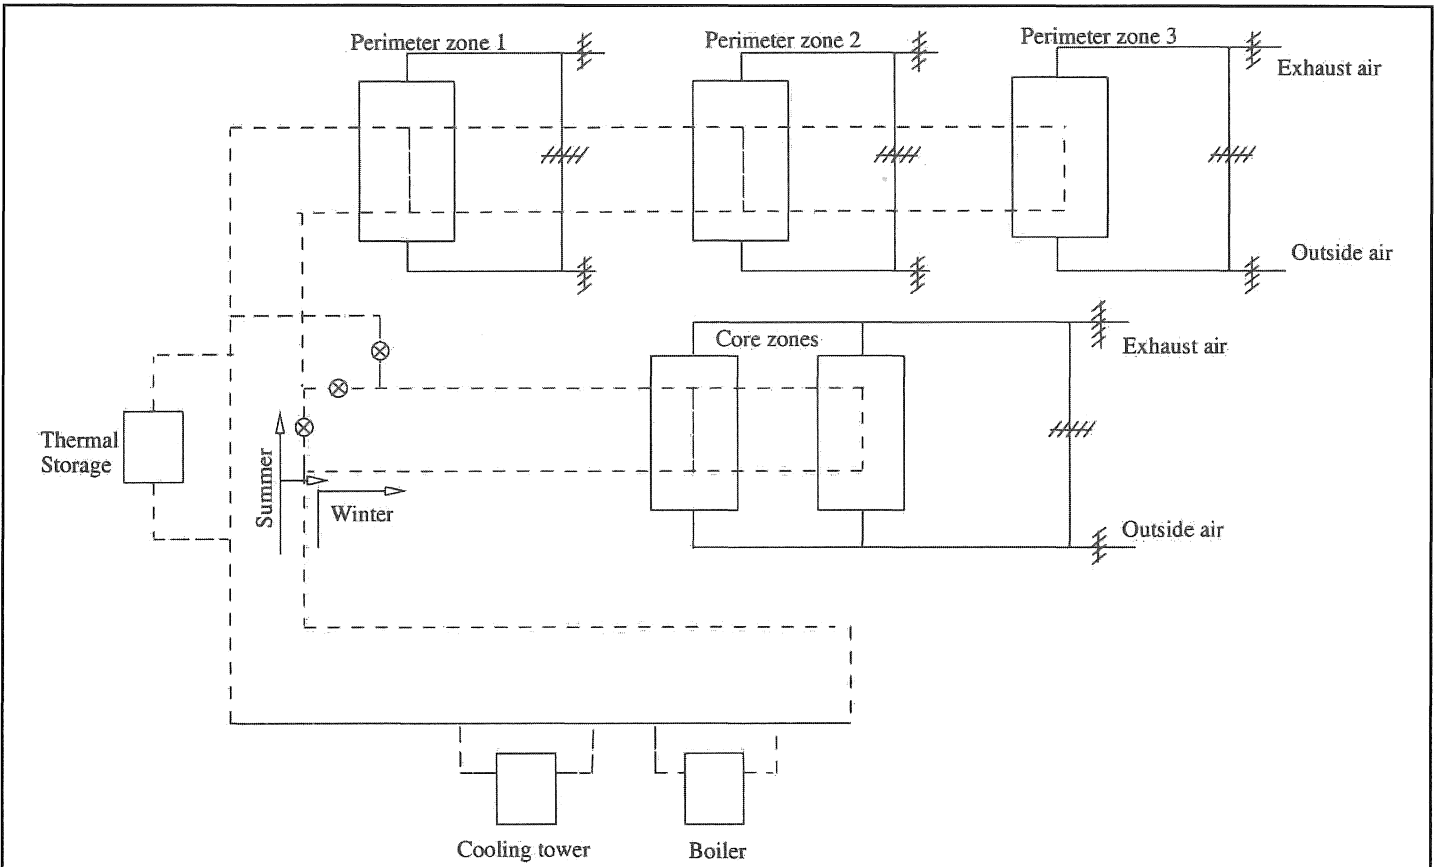 Perimeter zone 1
Perimeter zone 2
Perimeter zone 3
Exhaust air
Outside air
Core zones
Exhaust air
Thermal
Storage
Summer
Winter
Outside air
Cooling tower
Boiler